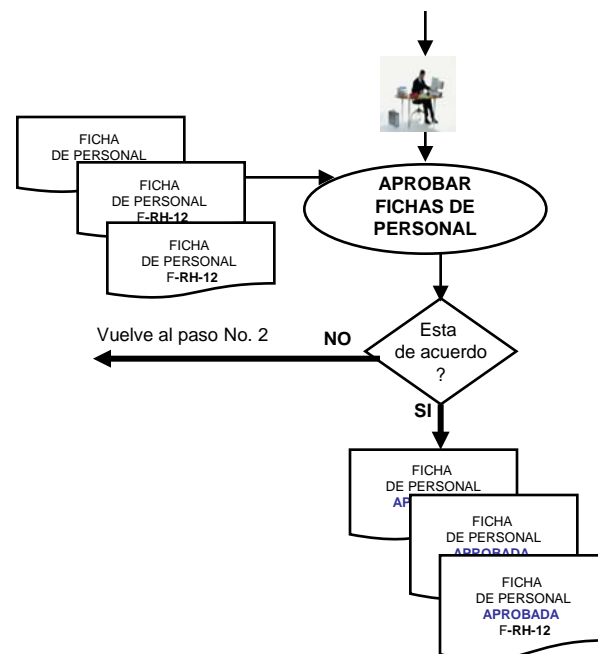 FICHA
DE PERSONAL
FICHA
DE PERSONAL
F-RH-12
FICHA
DE PERSONAL
F-RH-12
APROBAR
FICHAS DE
PERSONAL
Esta
de acuerdo
?
Vuelve al paso No. 2
NO
SI
FICHA
DE PERSONAL
AP
FICHA
DE PERSONAL
APROBADA
FICHA
DE PERSONAL
APROBADA
F-RH-12